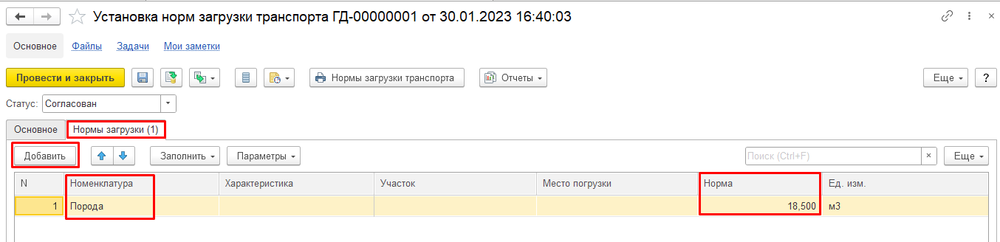 Установка норм загрузки транспорта ГД-00000001 от 30.01.2023 16:40:03
Основное Файлы Задачи Мои заметки
Провести и закрыть Нормы загрузки транспорта Отчеты Еще ?
Статус: Согласован
Основное Нормы загрузки (1)
Добавить Заполнить Параметры Поиск (Ctrl+F) × Еще
N Номенклатура Характеристика Участок Место погрузки Норма Ед. изм.
1 Порода 18,500 м3